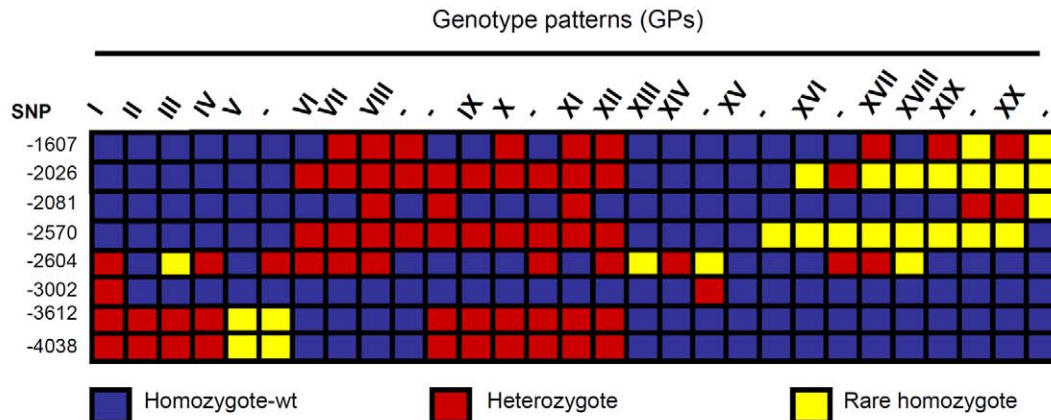 Genotype patterns (GPs)
I II III IV V - VI VII VIII - - IX X - XI XII XIII XIV - XV - XVI - XVII XVIII XIX - XX -
SNP
-1607
-2026
-2081
-2570
-2604
-3002
-3612
-4038
Homozygote-wt Heterozygote Rare homozygote